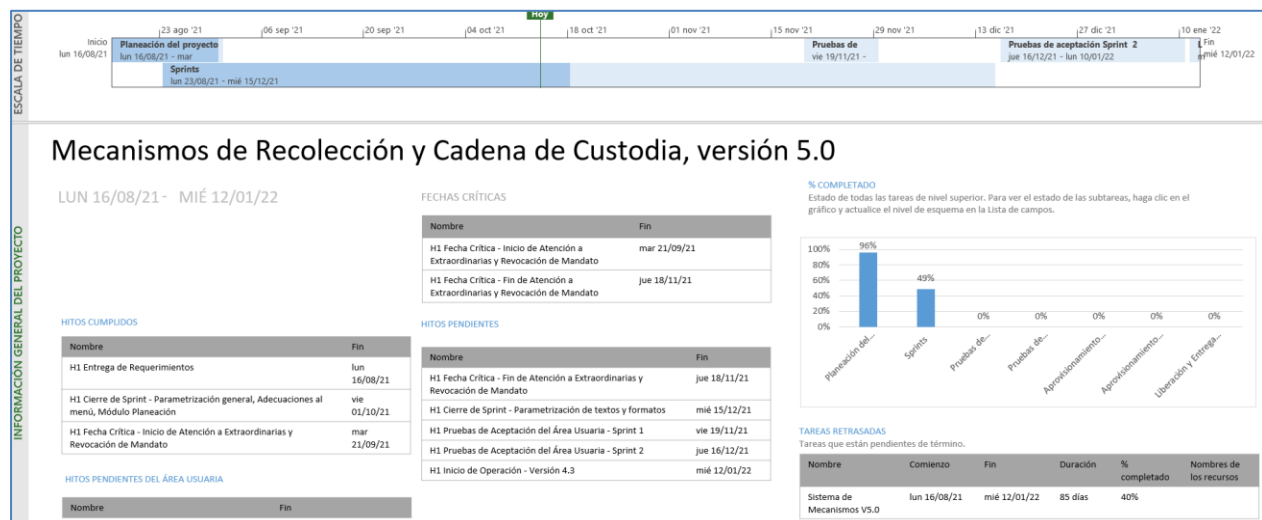 ESCALA DE TIEMPO
Hoy
23 ago '21
06 sep '21
20 sep '21
04 oct '21
18 oct '21
01 nov '21
15 nov '21
29 nov '21
13 dic '21
27 dic '21
10 ene '22
Inicio
lun 16/08/21
Planeación del proyecto
lun 16/08/21 - mar
Sprints
lun 23/08/21 - mié 15/12/21
Pruebas de
vie 19/11/21 -
Pruebas de aceptación Sprint 2
jue 16/12/21 - lun 10/01/22
Fin
mié 12/01/22
INFORMACIÓN GENERAL DEL PROYECTO
Mecanismos de Recolección y Cadena de Custodia, versión 5.0
LUN 16/08/21 - MIÉ 12/01/22
HITOS CUMPLIDOS
Nombre Fin
H1 Entrega de Requerimientos lun
16/08/21
H1 Cierre de Sprint - Parametrización general, Adecuaciones al vie
menú, Módulo Planeación 01/10/21
H1 Fecha Crítica - Inicio de Atención a Extraordinarias y mar
Revocación de Mandato 21/09/21
HITOS PENDIENTES DEL ÁREA USUARIA
Nombre Fin
FECHAS CRÍTICAS
Nombre Fin
H1 Fecha Crítica - Inicio de Atención a mar 21/09/21
Extraordinarias y Revocación de Mandato
H1 Fecha Crítica - Fin de Atención a jue 18/11/21
Extraordinarias y Revocación de Mandato
HITOS PENDIENTES
Nombre Fin
H1 Fecha Crítica - Fin de Atención a Extraordinarias y jue 18/11/21
Revocación de Mandato
H1 Cierre de Sprint - Parametrización de textos y formatos mié 15/12/21
H1 Pruebas de Aceptación del Área Usuaria - Sprint 1 vie 19/11/21
H1 Pruebas de Aceptación del Área Usuaria - Sprint 2 jue 16/12/21
H1 Inicio de Operación - Versión 4.3 mié 12/01/22
% COMPLETADO
Estado de todas las tareas de nivel superior. Para ver el estado de las subtareas, haga clic en el
gráfico y actualice el nivel de esquema en la Lista de campos.
100%
80%
60%
40%
20%
0%
96%
49%
0%
0%
0%
0%
0%
Planeación del...
Sprints
Pruebas de...
Pruebas de...
Aprovisionamiento...
Aprovisionamiento...
Liberación y Entrega...
TAREAS RETRASADAS
Tareas que están pendientes de término.
Nombre Comienzo Fin Duración % Nombres de
completado los recursos
Sistema de lun 16/08/21 mié 12/01/22 85 días 40%
Mecanismos V5.0